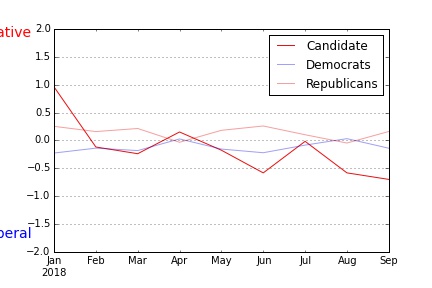 ative
2.0
Candidate
Democrats
Republicans
1.5
1.0
0.5
0.0
−0.5
−1.0
−1.5
beral
−2.0
Jan Feb Mar Apr May Jun Jul Aug Sep
2018